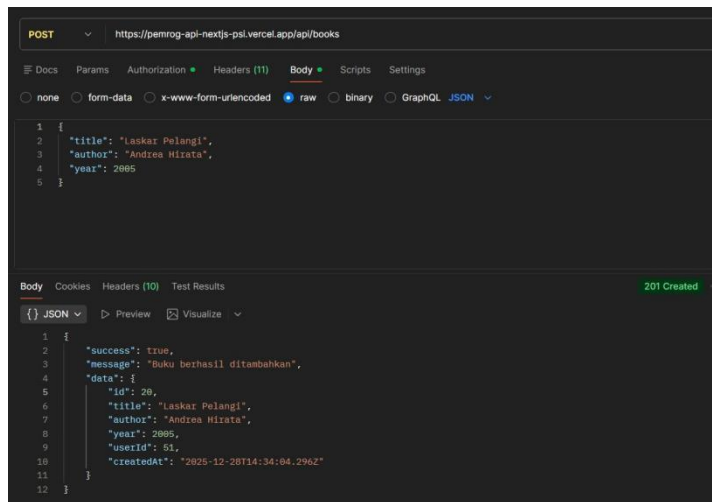 POST https://pemrog-api-nextjs-psl.vercel.app/api/books
Docs Params Authorization Headers (11) Body Scripts Settings
none form-data x-www-form-urlencoded raw binary GraphQL JSON
1 {
2 "title": "Laskar Pelangi",
3 "author": "Andrea Hirata",
4 "year": 2005
5 }
Body Cookies Headers (10) Test Results 201 Created
{} JSON Preview Visualize
1 {
2 "success": true,
3 "message": "Buku berhasil ditambahkan",
4 "data": {
5 "id": 20,
6 "title": "Laskar Pelangi",
7 "author": "Andrea Hirata",
8 "year": 2005,
9 "userId": 51,
10 "createdAt": "2025-12-28T14:34:04.296Z"
11 }
12 }